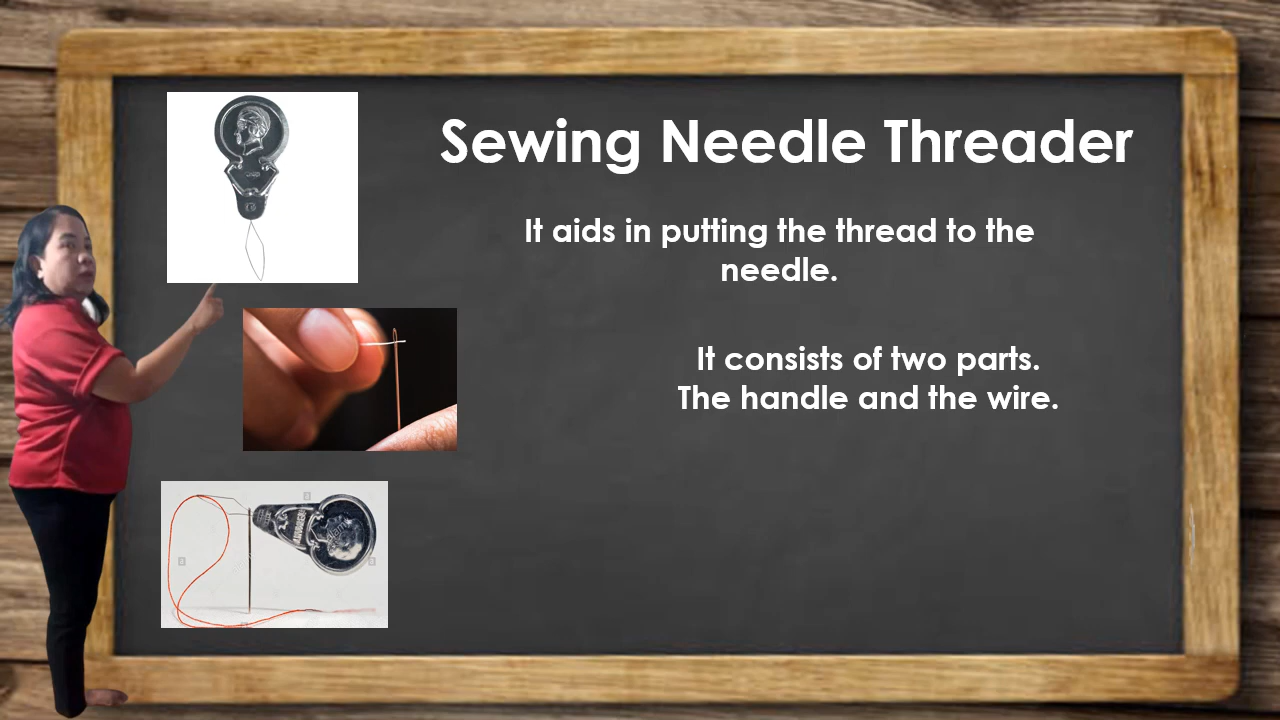 Sewing Needle Threader
It aids in putting the thread to the
needle.
It consists of two parts.
The handle and the wire.